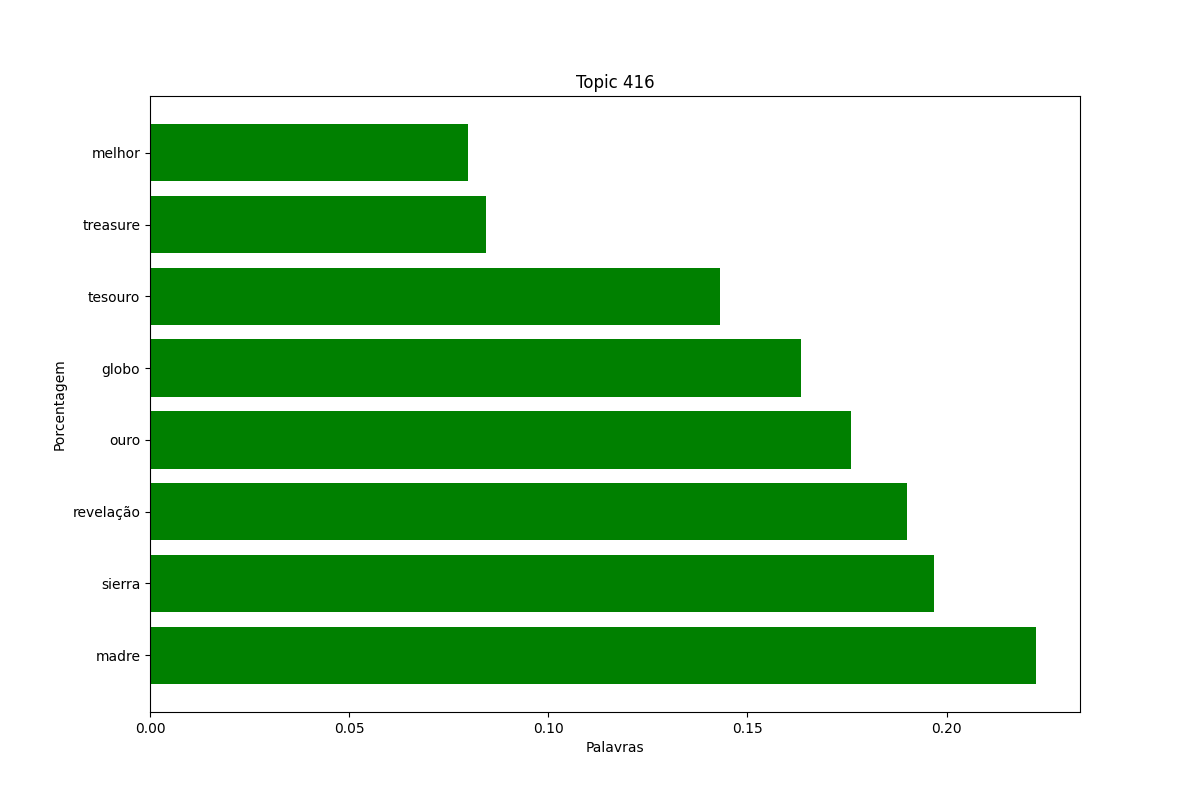 Topic 416
melhor
treasure
tesouro
globo
ouro
revelação
sierra
madre
Porcentagem
0.00 0.05 0.10 0.15 0.20
Palavras